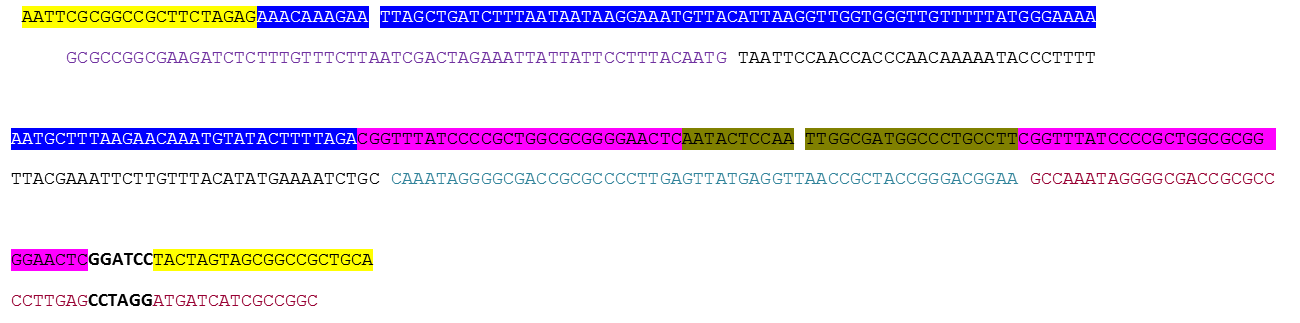 AATTCGCGGCCGCTTCTAGAGAAACAAAGAA TTAGCTGATCTTTAATAATAAGGAAATGTTACATTAAGGTTGGTGGGTTGTTTTTATGGGAAAA
GCGCCGGCGAAGATCTCTTTGTTTCTTAATCGACTAGAAATTATTATTCCTTTACAATG TAATTCCAACCACCCAACAAAAATACCCTTTT
AATGCTTTAAGAACAAATGTATACTTTTAGACGGTTTATCCCCGCTGGCGCGGGGAACTCAATACTCCAA TTGGCGATGGCCCTGCCTTCGGTTTATCCCCGCTGGCGCGG
TTACGAAATTCTTGTTTACATATGAAAATCTGC CAAATAGGGGCGACCGCGCCCCTTGAGTTATGAGGTTAACCGCTACCGGGACGGAA GCCAAATAGGGGCGACCGCGCC
GGAACTCGGATCCTACTAGTAGCGGCCGCTGCA
CCTTGAGCCTAGGATGATCATCGCCGGC